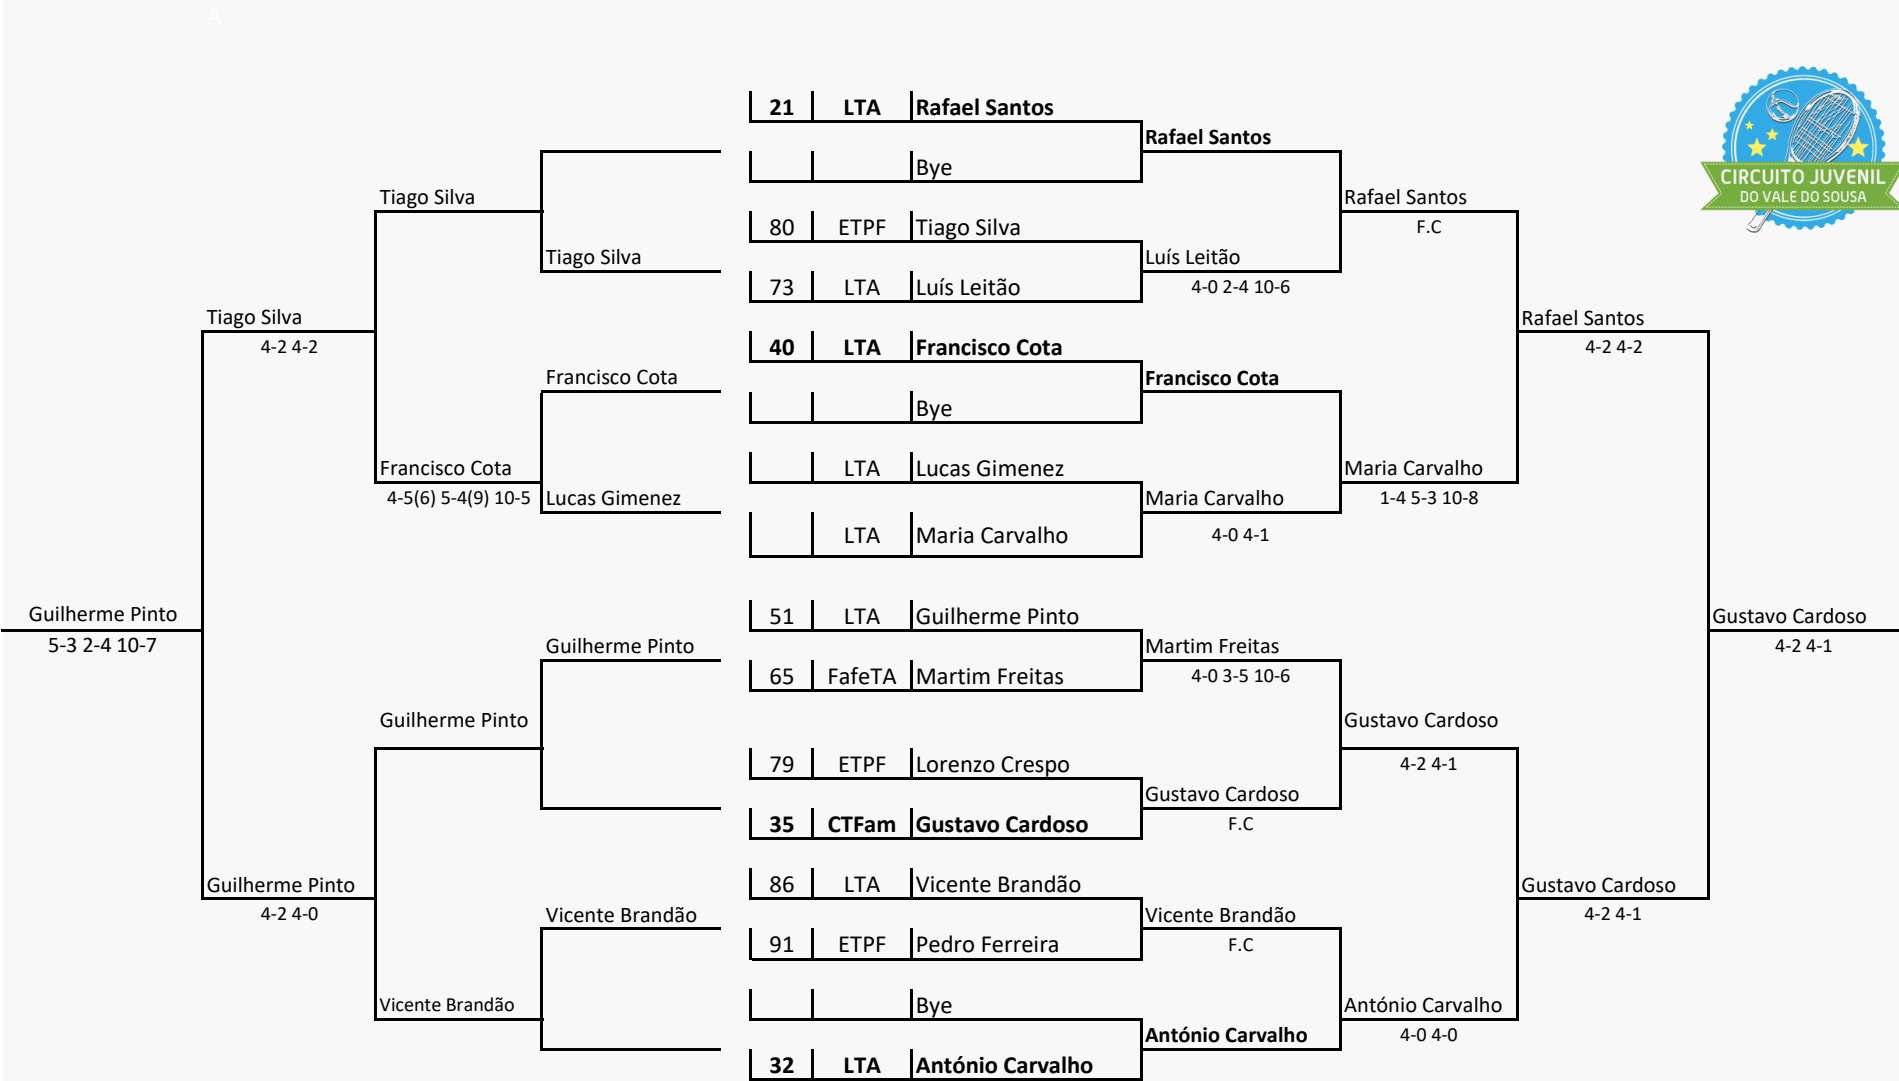 A
21 LTA Rafael Santos
Rafael Santos
Bye
CIRCUITO JUVENIL
DO VALE DO SOUSA
Tiago Silva
Rafael Santos
80 ETPF Tiago Silva
F.C
Tiago Silva
Luís Leitão
73 LTA Luís Leitão
4-0 2-4 10-6
Tiago Silva
Rafael Santos
4-2 4-2
40 LTA Francisco Cota
4-2 4-2
Francisco Cota
Francisco Cota
Bye
Francisco Cota
LTA Lucas Gimenez
Maria Carvalho
4-5(6) 5-4(9) 10-5
Lucas Gimenez
Maria Carvalho
1-4 5-3 10-8
LTA Maria Carvalho
4-0 4-1
Guilherme Pinto
51 LTA Guilherme Pinto
Gustavo Cardoso
5-3 2-4 10-7
Guilherme Pinto
Martim Freitas
4-2 4-1
65 FafeTA Martim Freitas
4-0 3-5 10-6
Guilherme Pinto
Gustavo Cardoso
79 ETPF Lorenzo Crespo
4-2 4-1
Gustavo Cardoso
35 CTFam Gustavo Cardoso
F.C
Guilherme Pinto
86 LTA Vicente Brandão
Gustavo Cardoso
4-2 4-0
Vicente Brandão
Vicente Brandão
4-2 4-1
91 ETPF Pedro Ferreira
F.C
Vicente Brandão
Bye
António Carvalho
António Carvalho
4-0 4-0
32 LTA António Carvalho